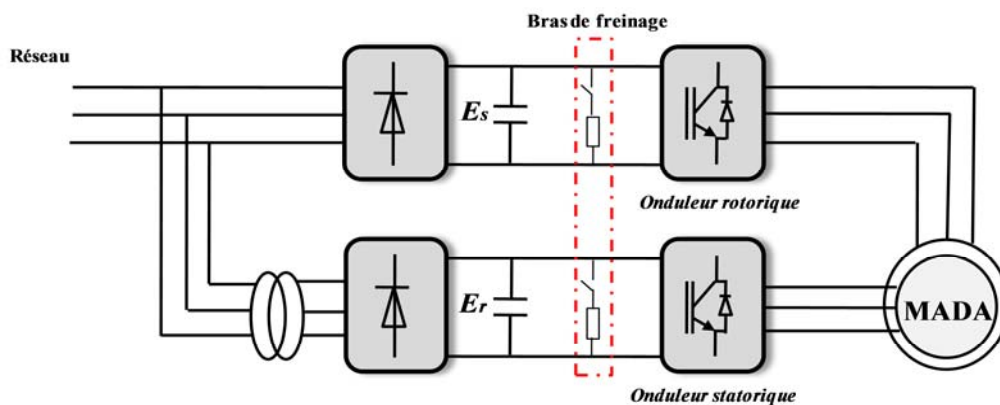 Bras de freinage
Réseau
Es
Onduleur rotorique
Er
MADA
Onduleur statorique